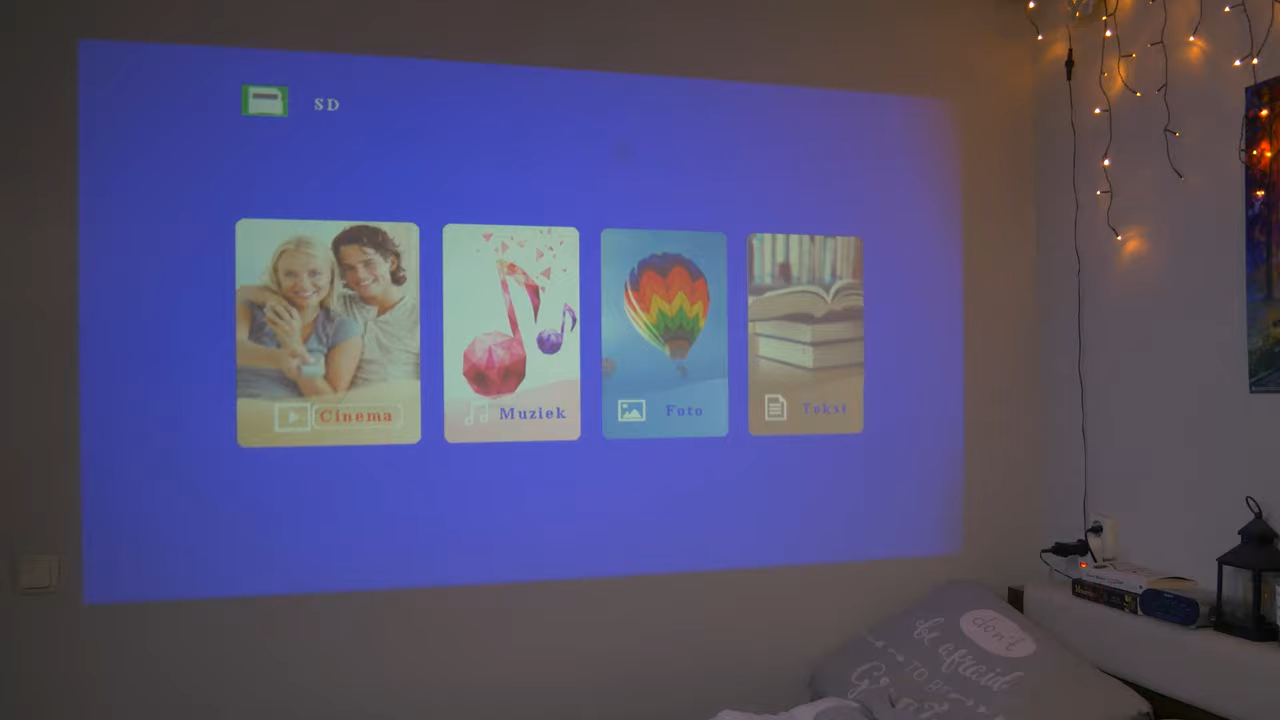 SD
Cinema
Muziek
Foto
Tekst
don't
be afraid
TO BE